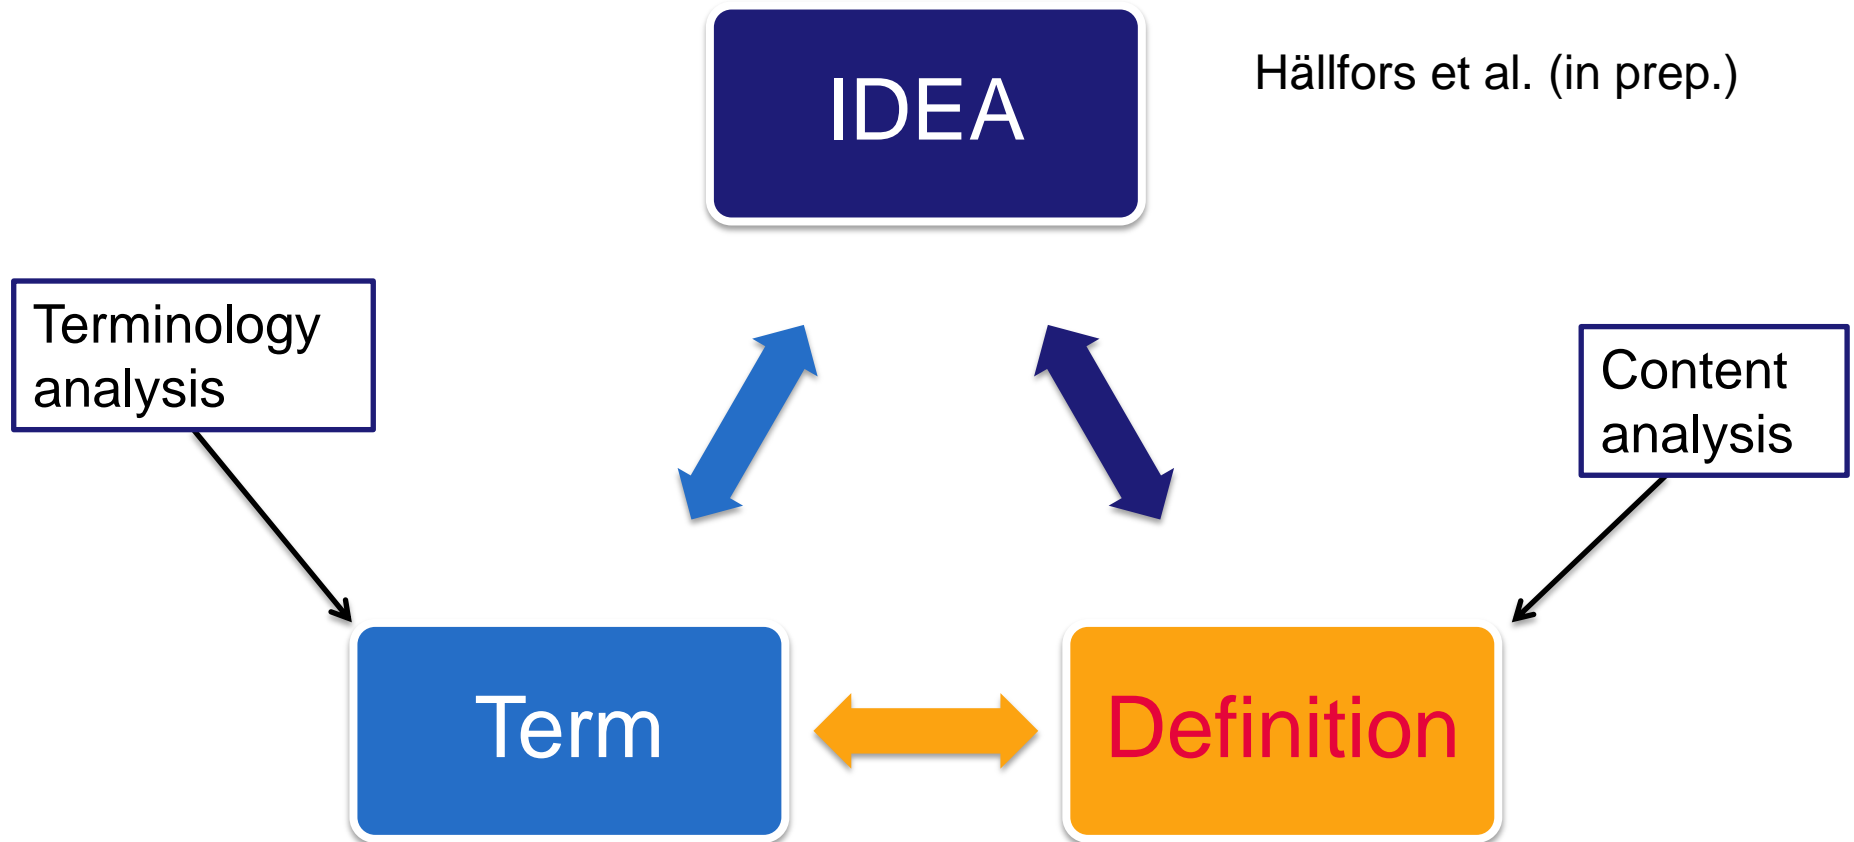 IDEA
Hällfors et al. (in prep.)
Terminology
analysis
Content
analysis
Term
Definition